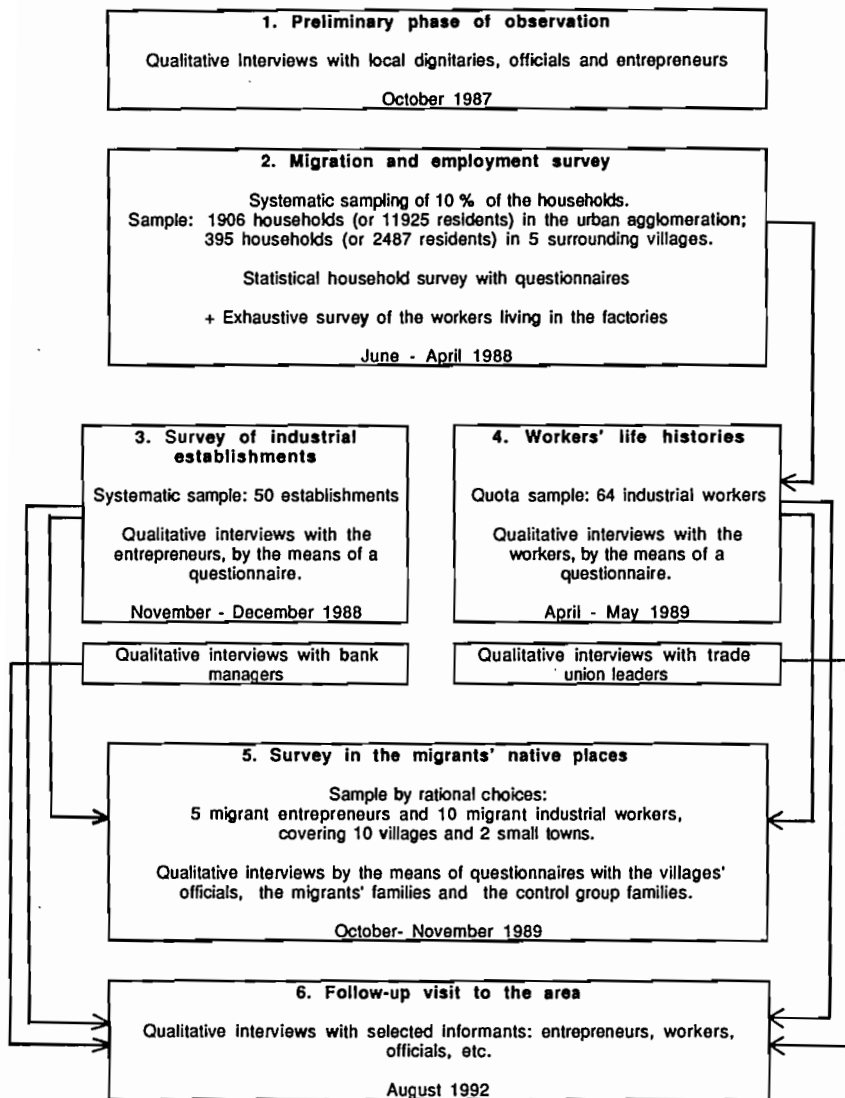 1. Preliminary phase of observation
Qualitative Interviews with local dignitaries, officials and entrepreneurs
October 1987
2. Migration and employment survey
Systematic sampling of 10 % of the households.
Sample: 1906 households (or 11925 residents) in the urban agglomeration;
395 households (or 2487 residents) in 5 surrounding villages.
Statistical household survey with questionnaires
+ Exhaustive survey of the workers living in the factories
June - April 1988
3. Survey of industrial
establishments
Systematic sample: 50 establishments
Qualitative interviews with the
entrepreneurs, by the means of a
questionnaire.
November - December 1988
Qualitative interviews with bank
managers
4. Workers' life histories
Quota sample: 64 industrial workers
Qualitative interviews with the
workers, by the means of a
questionnaire.
April - May 1989
Qualitative interviews with trade
union leaders
5. Survey in the migrants' native places
Sample by rational choices:
5 migrant entrepreneurs and 10 migrant industrial workers,
covering 10 villages and 2 small towns.
Qualitative interviews by the means of questionnaires with the villages'
officials, the migrants' families and the control group families.
October- November 1989
6. Follow-up visit to the area
Qualitative interviews with selected informants: entrepreneurs, workers,
officials, etc.
August 1992